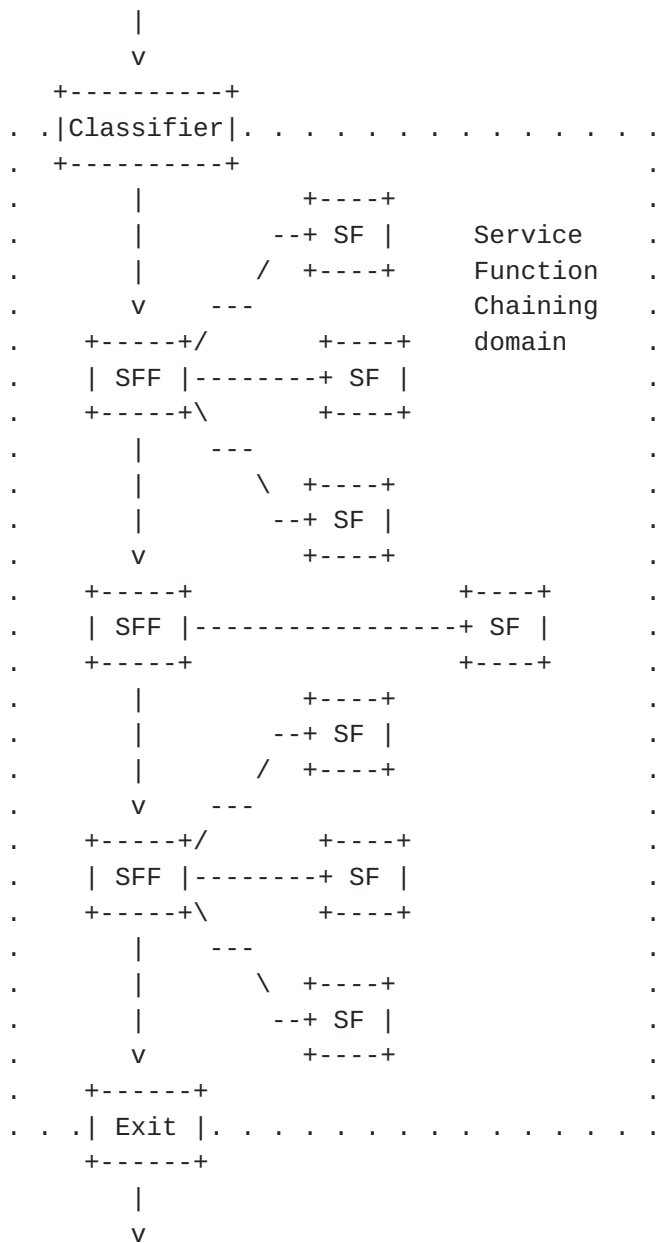 Classifier
SF
Service
Function
Chaining
domain
SFF
SF
SF
SFF
SF
SF
SFF
SF
SF
Exit